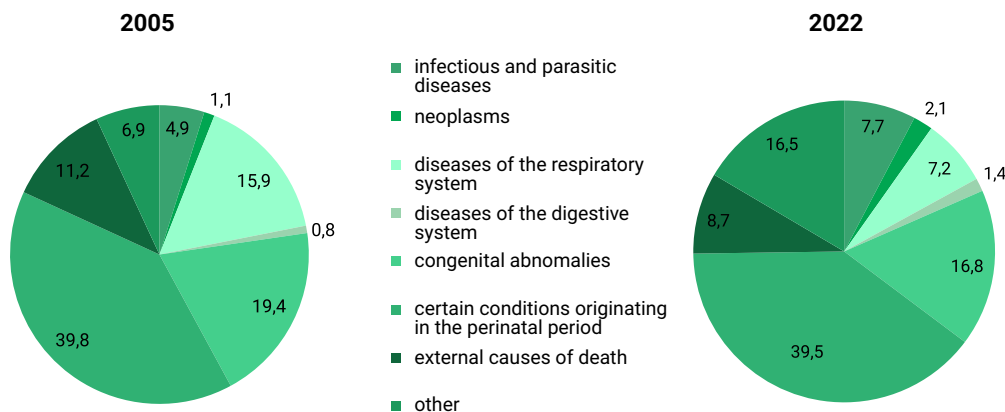 2005
2022
infectious and parasitic
diseases
neoplasms
diseases of the respiratory
system
diseases of the digestive
system
congenital abnomalies
certain conditions originating
in the perinatal period
external causes of death
other
4,9
1,1
15,9
0,8
19,4
39,8
11,2
6,9
7,7
2,1
7,2
1,4
16,8
39,5
8,7
16,5